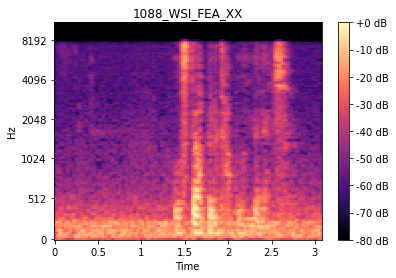 1088_WSI_FEA_XX
+0 dB
8192
-10 dB
4096
-20 dB
-30 dB
2048
Hz
-40 dB
1024
-50 dB
512
-60 dB
-70 dB
0
-80 dB
0 0.5 1 1.5 2 2.5 3
Time